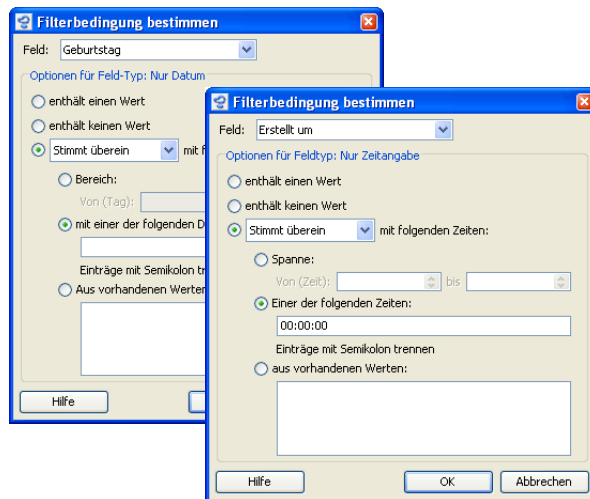 Filterbedingung bestimmen
Feld: Geburtstag
Optionen für Feld-Typ: Nur Datum
enthält einen Wert
enthält keinen Wert
Stimmt überein mit f
Bereich:
Von (Tag):
mit einer der folgenden D
Einträge mit Semikolon tr
Aus vorhandenen Werten
Hilfe
Filterbedingung bestimmen
Feld: Erstellt um
Optionen für Feldtyp: Nur Zeitangabe
enthält einen Wert
enthält keinen Wert
Stimmt überein mit folgenden Zeiten:
Spanne:
Von (Zeit): bis
Einer der folgenden Zeiten:
00:00:00
Einträge mit Semikolon trennen
aus vorhandenen Werten:
Hilfe OK Abbrechen